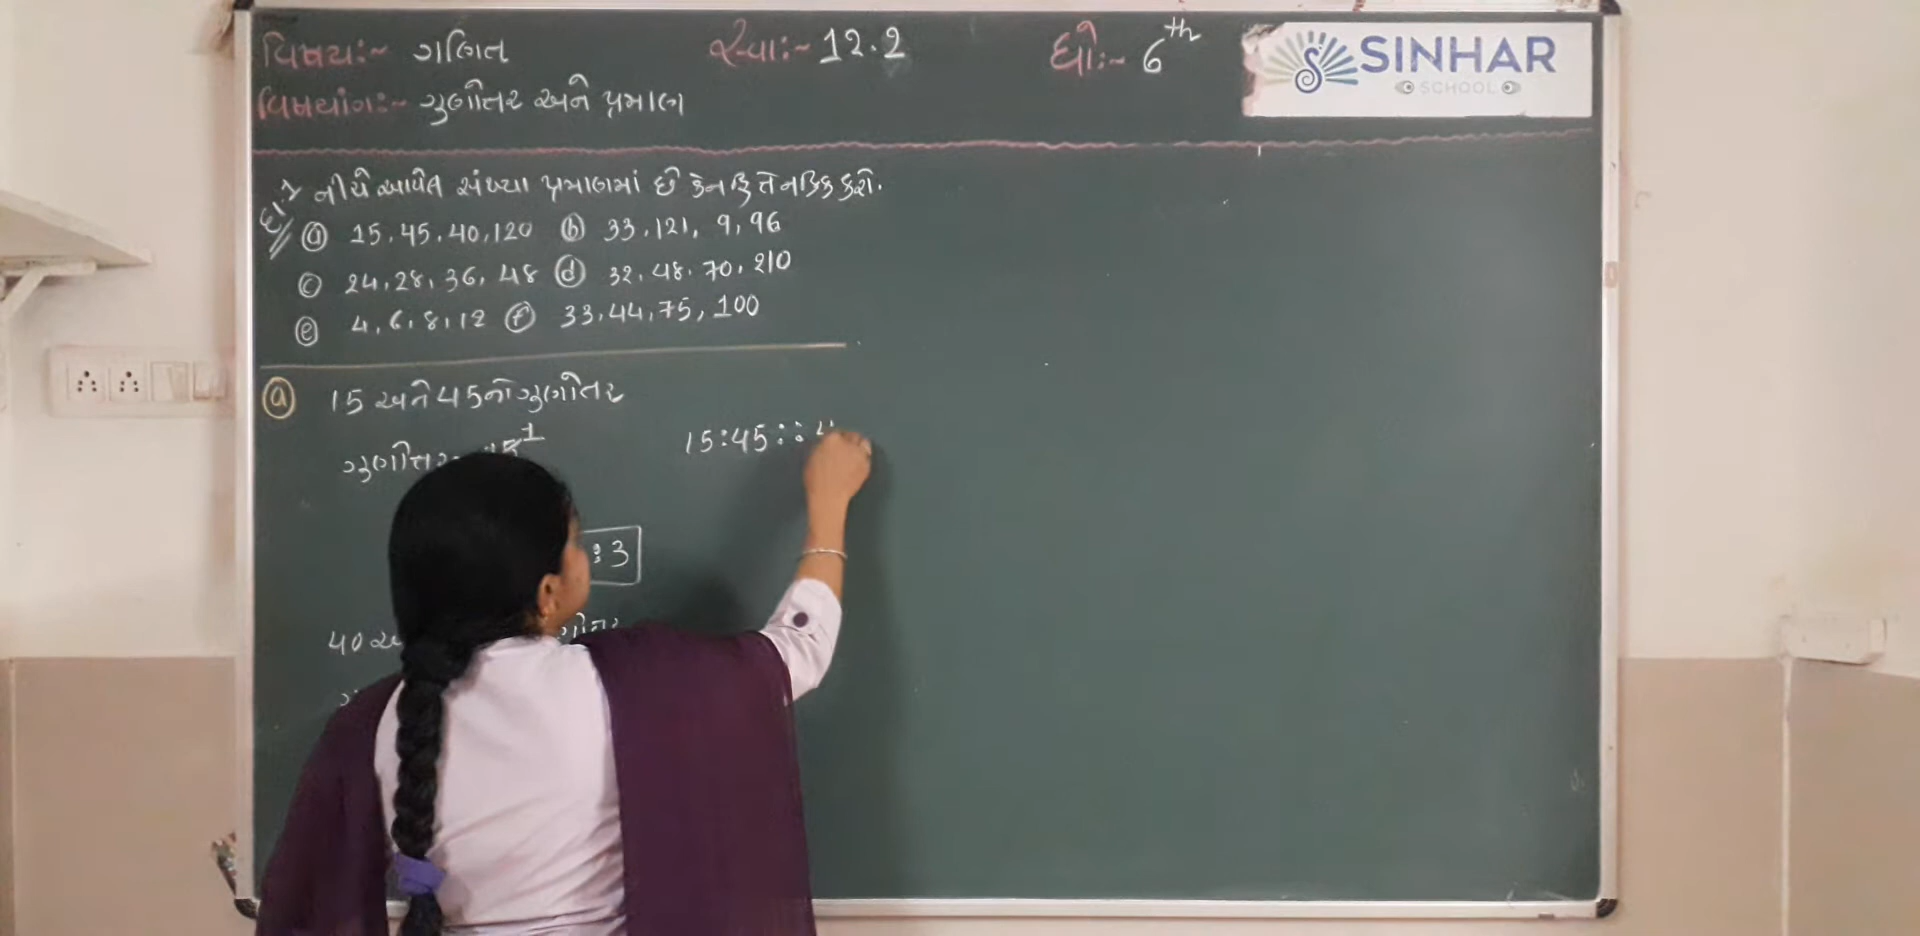 વિષય:- ગણિત સ્વા:- 12.2 ધો:- 6th
વિષયાંગ:- ગુણોત્તર અને પ્રમાણ
SINHAR
SCHOOL
દા.1 નીચે આપેલ સંખ્યા પ્રમાણમાં છે કે નહિ તે નક્કિ કરો.
ⓐ 15, 45, 40, 120 ⓑ 33, 121, 9, 96
ⓒ 24, 28, 36, 48 ⓓ 32, 48, 70, 210
ⓔ 4, 6, 8, 12 ⓕ 33, 44, 75, 100
ⓐ 15 અને 45નો ગુણોત્તર
ગુણોત્તર 1 15:45::4
:3
40